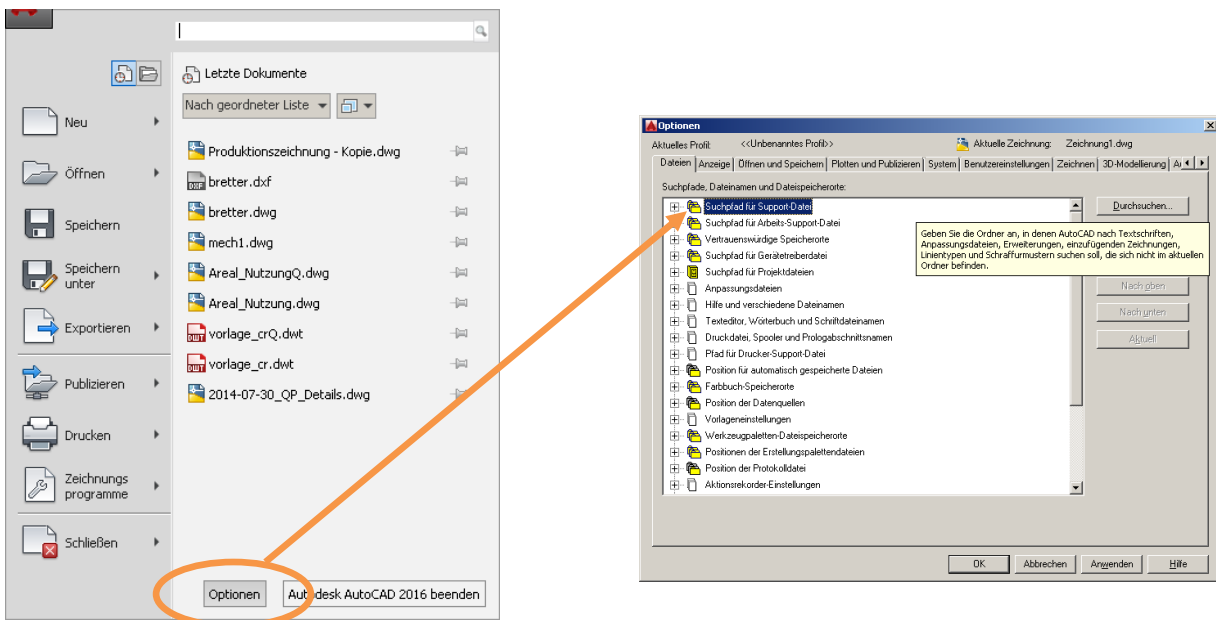 Letzte Dokumente
Nach geordneter Liste
Neu
Öffnen
Speichern
Speichern
unter
Exportieren
Publizieren
Drucken
Zeichnungs
programme
Schließen
Produktionszeichnung - Kopie.dwg
bretter.dxf
bretter.dwg
mech1.dwg
Areal_NutzungQ.dwg
Areal_Nutzung.dwg
vorlage_crQ.dwt
vorlage_cr.dwt
2014-07-30_QP_Details.dwg
Optionen
Autodesk AutoCAD 2016 beenden
Optionen
Aktuelles Profil: <<Unbenanntes Profil>> Aktuelle Zeichnung: Zeichnung1.dwg
Dateien Anzeige Öffnen und Speichern Plotten und Publizieren System Benutzereinstellungen Zeichnen 3D-Modellierung
Suchpfade, Dateinamen und Dateispeicherorte:
Suchpfad für Support-Datei
Suchpfad für Arbeits-Support-Datei
Vertrauenswürdige Speicherorte
Suchpfad für Gerätetreiberdatei
Suchpfad für Projektdateien
Anpassungsdateien
Hilfe und verschiedene Dateinamen
Texteditor, Wörterbuch und Schriftdateinamen
Druckdatei, Spooler und Prologabschnittsnamen
Pfad für Drucker-Support-Datei
Position für automatisch gespeicherte Dateien
Farbbuch-Speicherorte
Position der Datenquellen
Vorlageneinstellungen
Werkzeugpaletten-Dateispeicherorte
Positionen der Erstellungspalettendateien
Position der Protokolldatei
Aktionsrekorder-Einstellungen
Durchsuchen...
Geben Sie die Ordner an, in denen AutoCAD nach Textschriften,
Anpassungsdateien, Erweiterungen, einzufügenden Zeichnungen,
Linientypen und Schraffurmustern suchen soll, die sich nicht im aktuellen
Ordner befinden.
Nach oben
Nach unten
Aktuell
OK Abbrechen Anwenden Hilfe